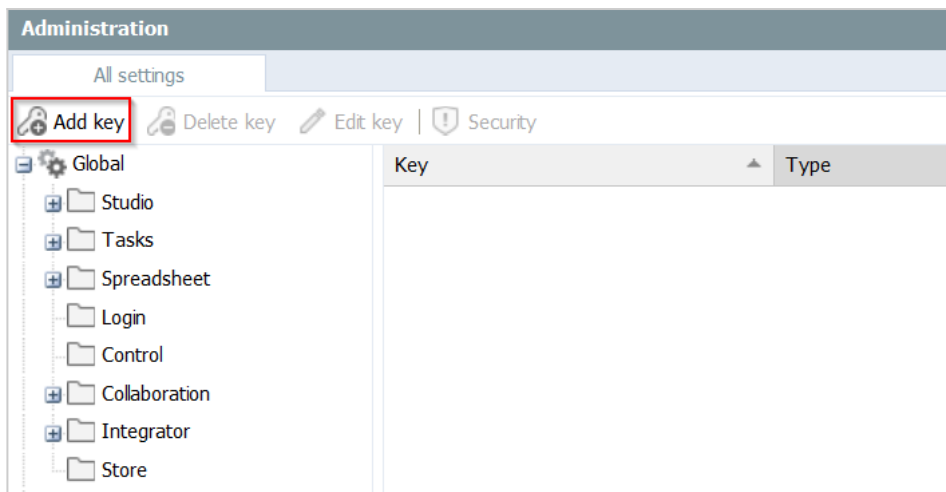 Administration
All settings
Add key Delete key Edit key | Security
Global
Key Type
Studio
Tasks
Spreadsheet
Login
Control
Collaboration
Integrator
Store